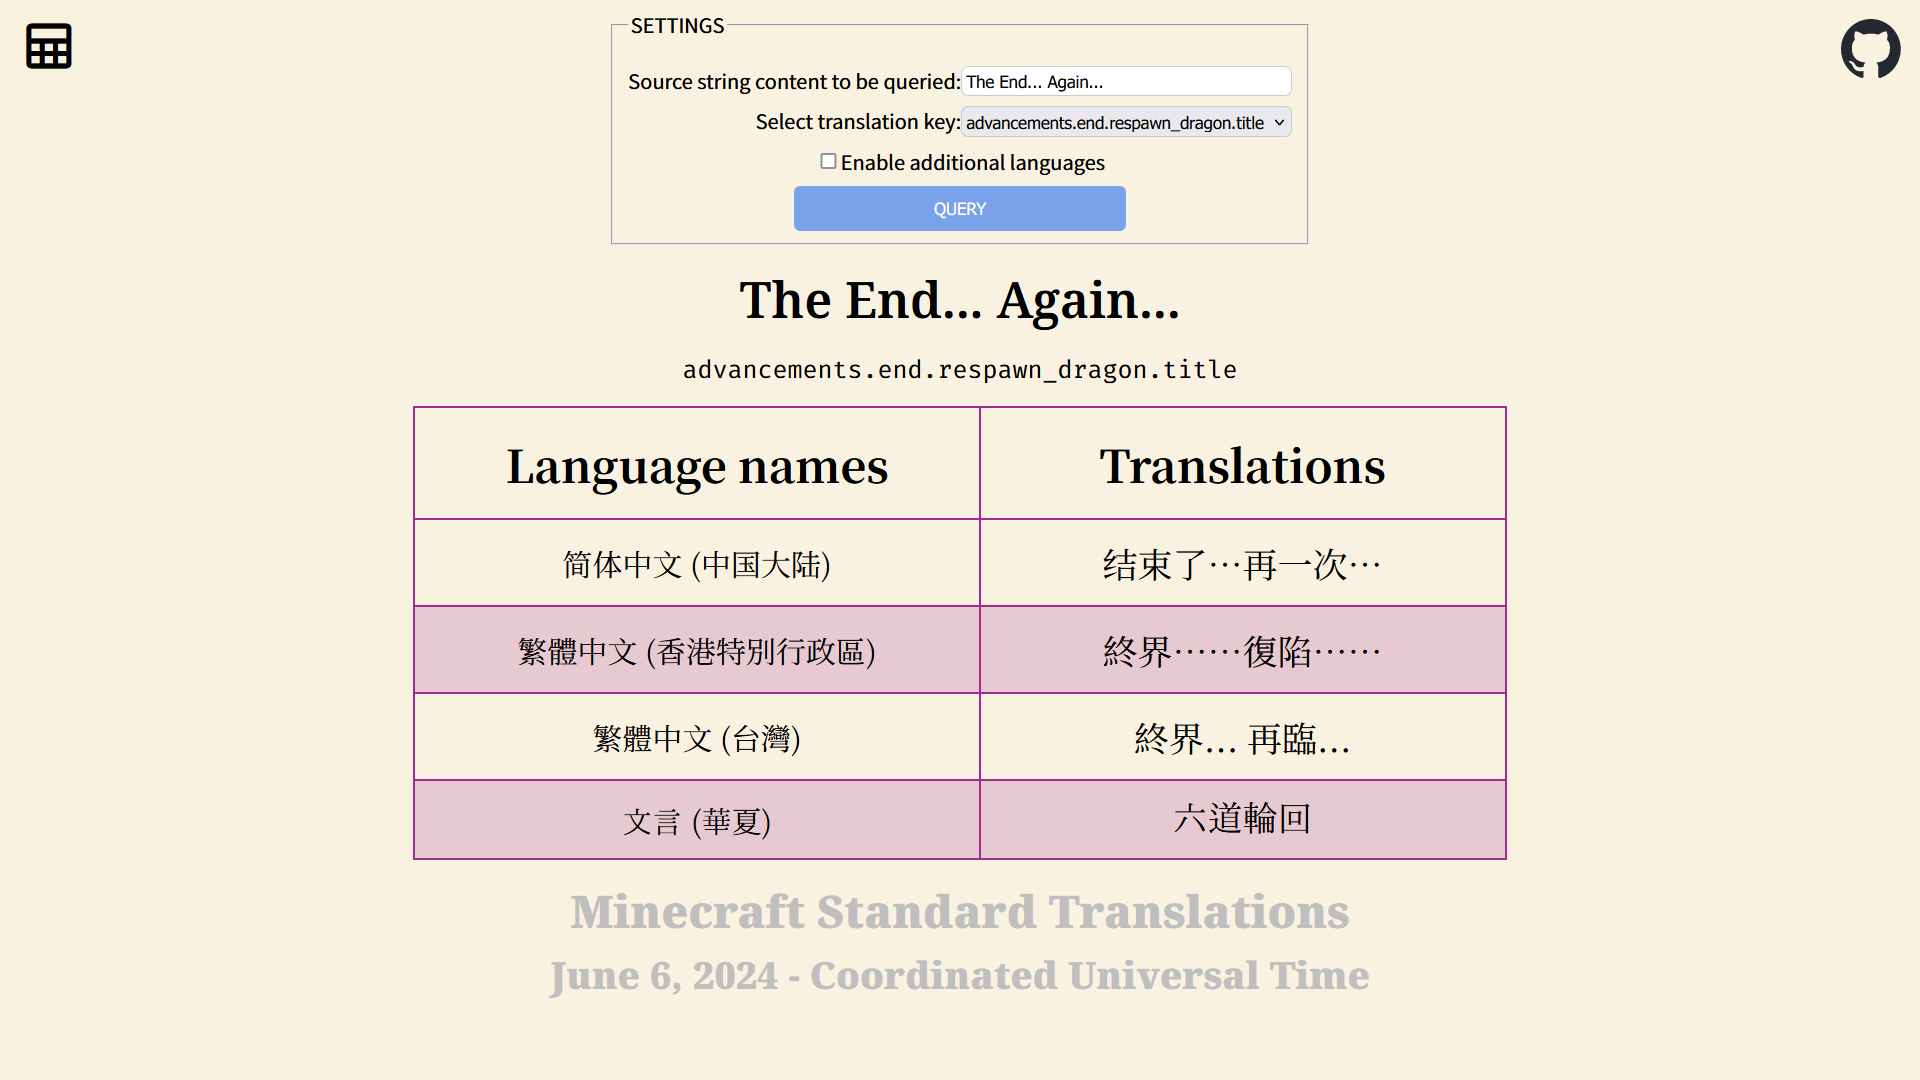 SETTINGS
Source string content to be queried: The End... Again...
Select translation key: advancements.end.respawn_dragon.title
Enable additional languages
QUERY
The End... Again...
advancements.end.respawn_dragon.title
Language names Translations
简体中文 (中国大陆) 结束了…再一次…
繁體中文 (香港特別行政區) 終界……復陷……
繁體中文 (台灣) 終界... 再臨...
文言 (華夏) 六道輪回
Minecraft Standard Translations
June 6, 2024 - Coordinated Universal Time